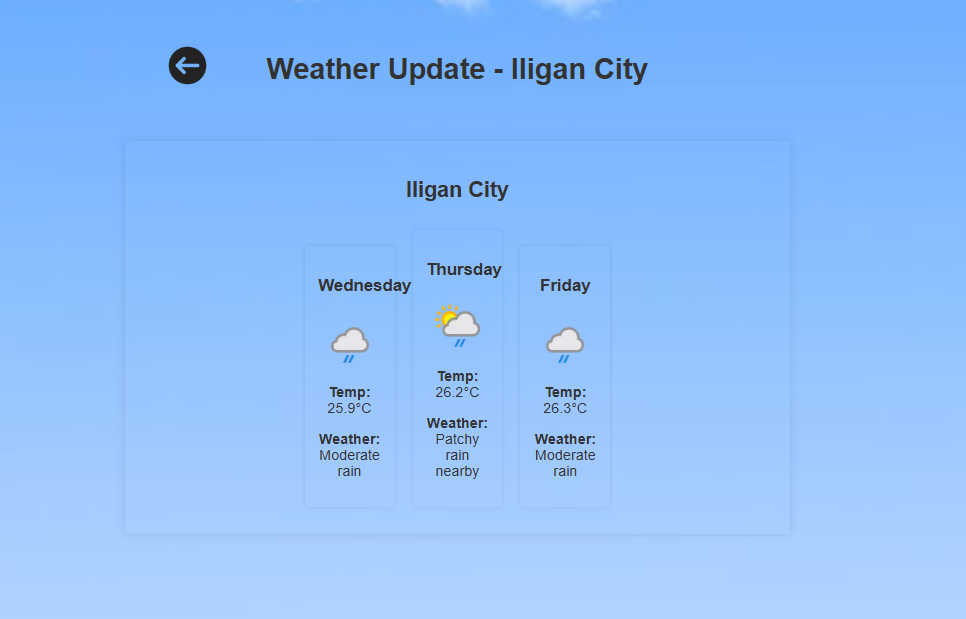 Weather Update - Iligan City
Iligan City
Wednesday
Temp:
25.9°C
Weather:
Moderate
rain
Thursday
Temp:
26.2°C
Weather:
Patchy
rain
nearby
Friday
Temp:
26.3°C
Weather:
Moderate
rain